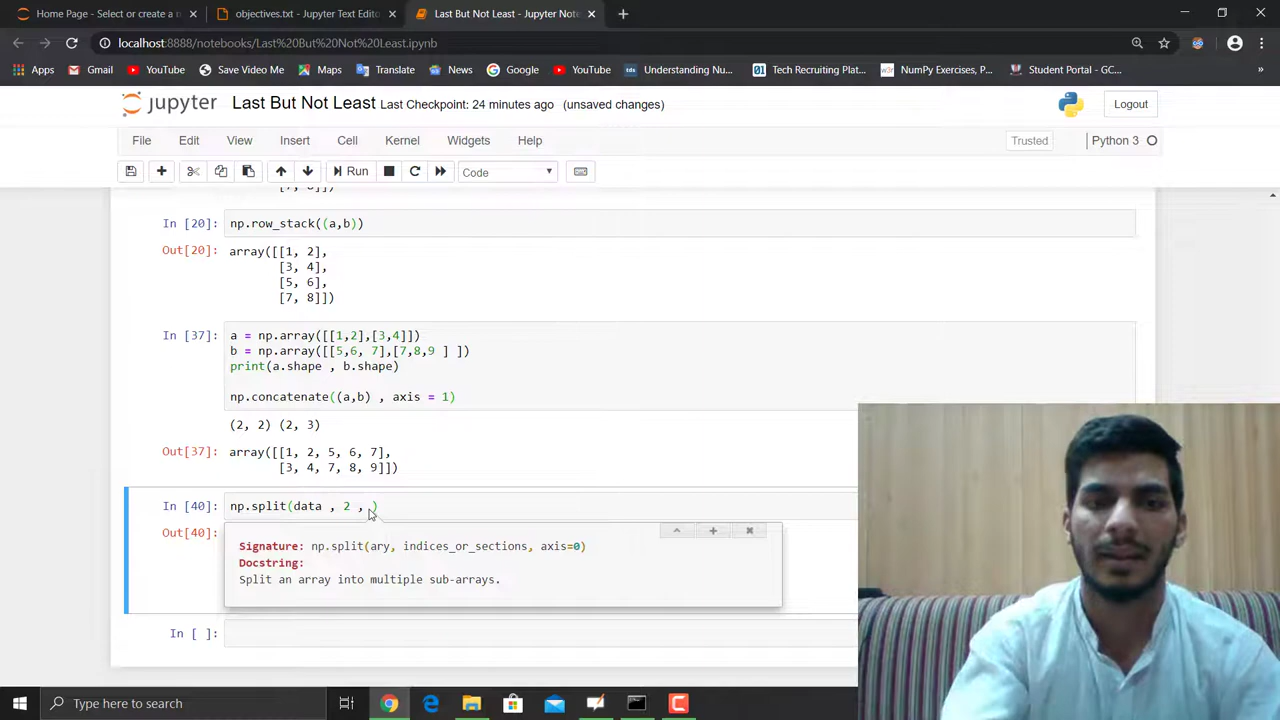 Home Page - Select or create a n
objectives.txt - Jupyter Text Edito
Last But Not Least - Jupyter Note
localhost:8888/notebooks/Last%20But%20Not%20Least.ipynb
Apps
Gmail
YouTube
Save Video Me
Maps
Translate
News
Google
YouTube
tds
Understanding Nu...
01
Tech Recruiting Plat...
w3r
NumPy Exercises, P...
Student Portal - GC...
»
jupyter
Last But Not Least Last Checkpoint: 24 minutes ago (unsaved changes)
Logout
File
Edit
View
Insert
Cell
Kernel
Widgets
Help
Trusted
Python 3
Run
Code
In [20]: np.row_stack((a,b))
Out[20]: array([[1, 2],
[3, 4],
[5, 6],
[7, 8]])
In [37]: a = np.array([[1,2],[3,4]])
b = np.array([[5,6, 7],[7,8,9 ] ])
print(a.shape , b.shape)
np.concatenate((a,b) , axis = 1)
(2, 2) (2, 3)
Out[37]: array([[1, 2, 5, 6, 7],
[3, 4, 7, 8, 9]])
In [40]: np.split(data , 2 , )
Out[40]:
Signature: np.split(ary, indices_or_sections, axis=0)
Docstring:
Split an array into multiple sub-arrays.
In [ ]:
Type here to search